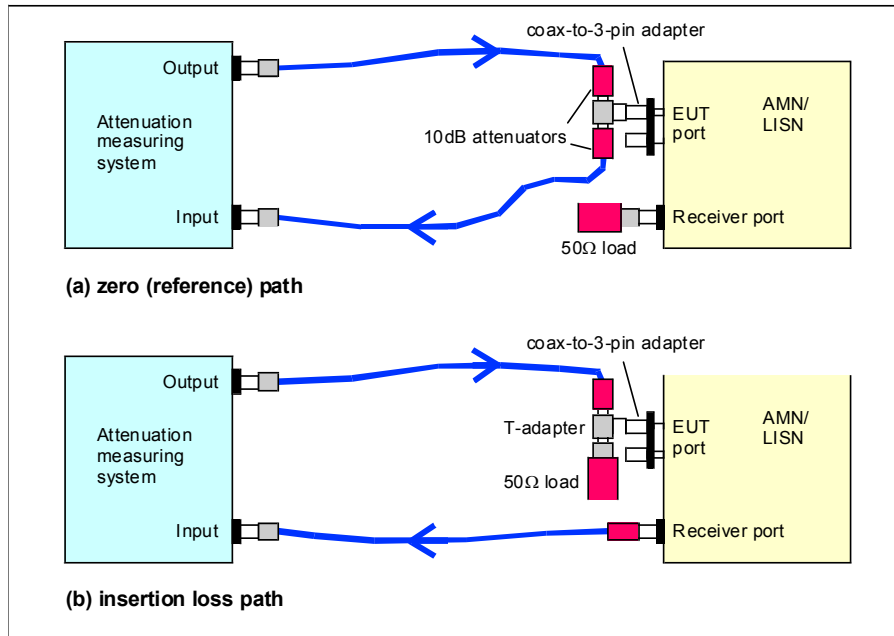 coax-to-3-pin adapter
Output
Attenuation
measuring
system
10dB attenuators
EUT
port
AMN/
LISN
Input
Receiver port
50Ω load
(a) zero (reference) path
coax-to-3-pin adapter
Output
Attenuation
measuring
system
T-adapter
EUT
port
AMN/
LISN
50Ω load
Input
Receiver port
(b) insertion loss path